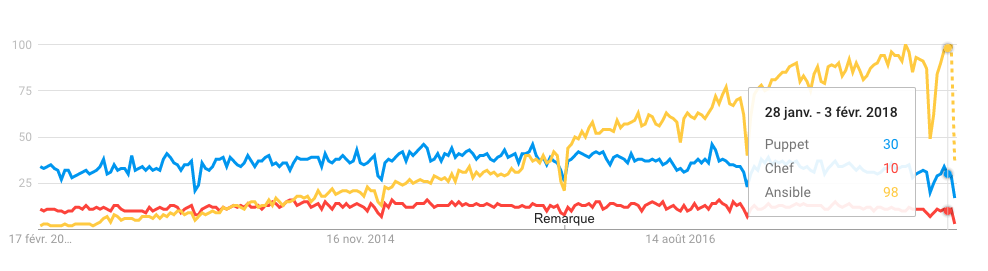 100
75
50
25
28 janv. - 3 févr. 2018
Puppet 30
Chef 10
Ansible 98
Remarque
17 févr. 20… 16 nov. 2014 14 août 2016